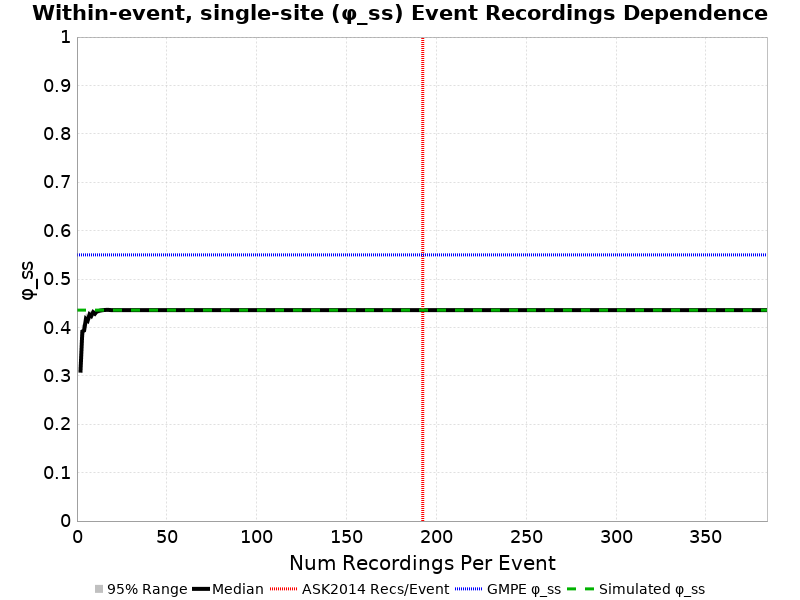 Within-event, single-site (φ_ss) Event Recordings Dependence
1
0.9
0.8
0.7
0.6
0.5
0.4
0.3
0.2
0.1
0
φ_ss
0 50 100 150 200 250 300 350
Num Recordings Per Event
95% Range Median ASK2014 Recs/Event GMPE φ_ss Simulated φ_ss